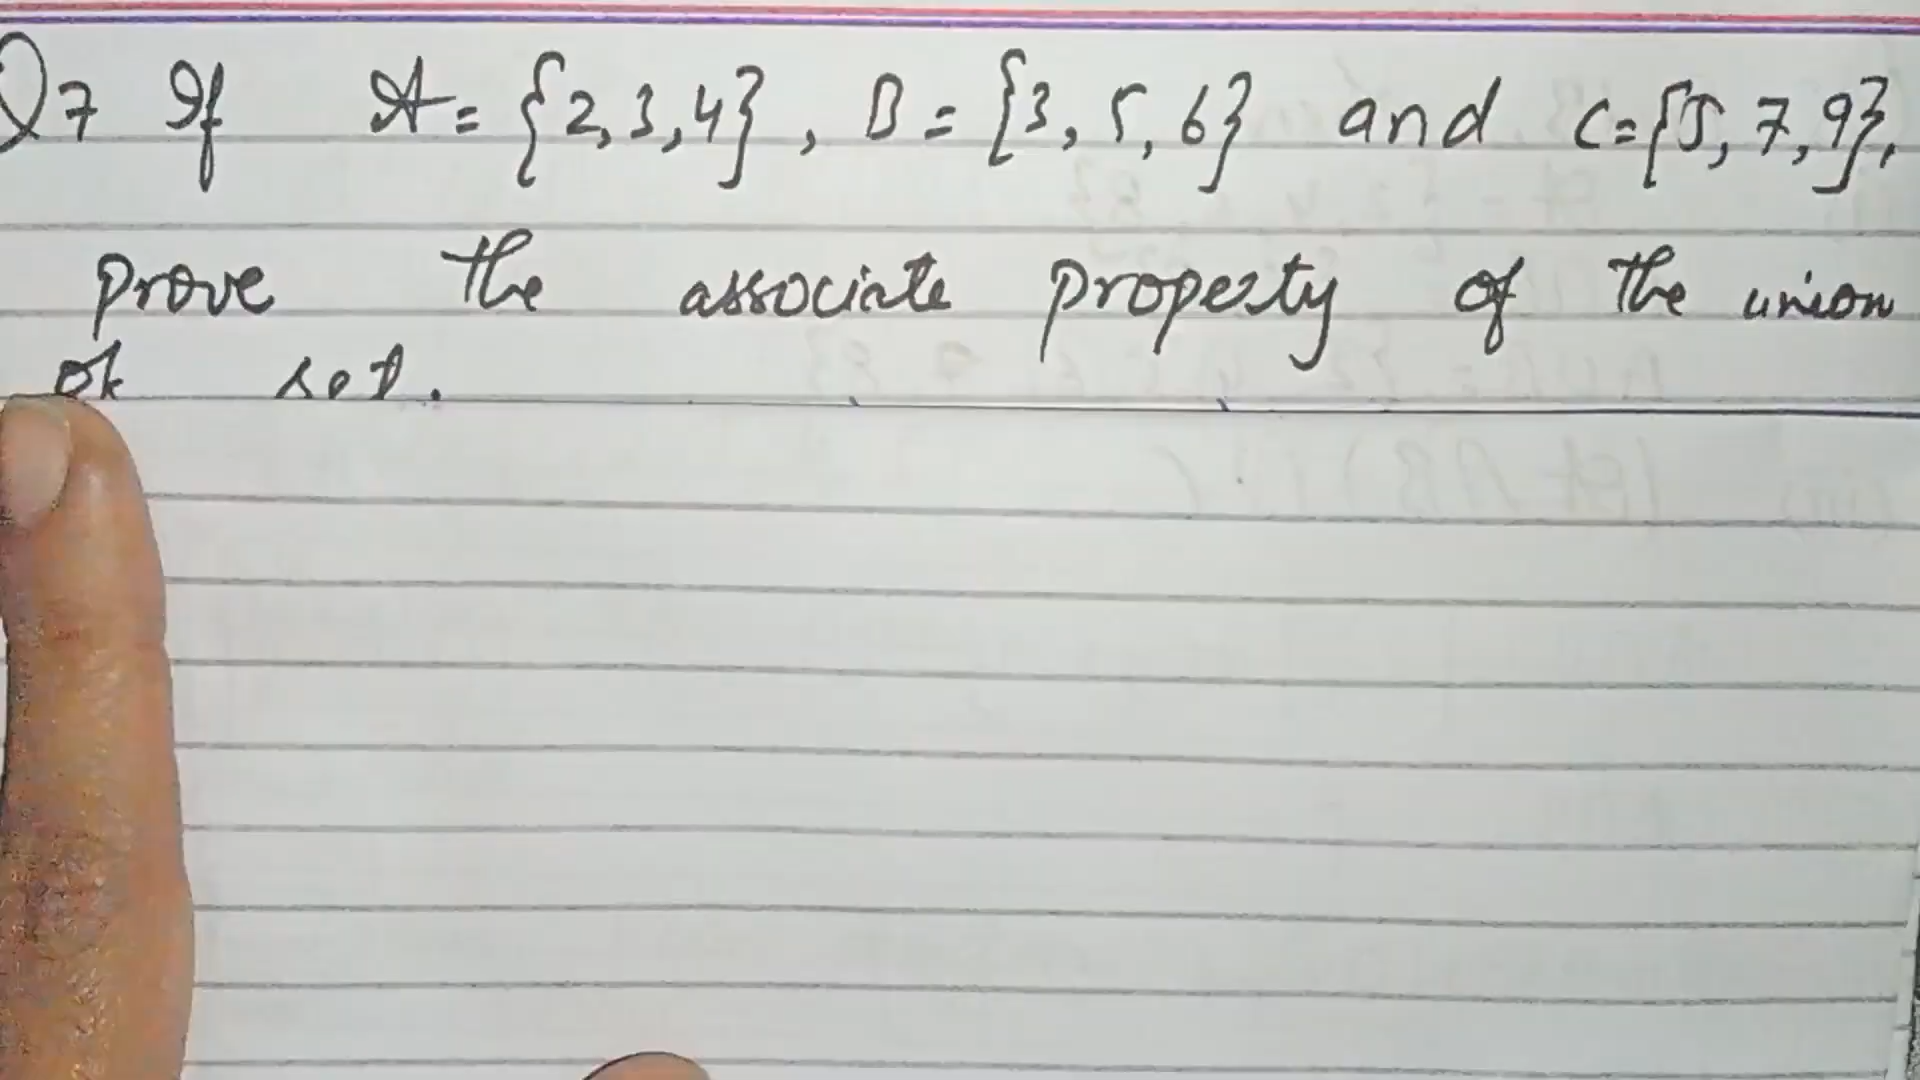 Q7 If A = {2,3,4}, B = {3, 5, 6} and C={5, 7, 9},
prove the associate property of the union
of set.